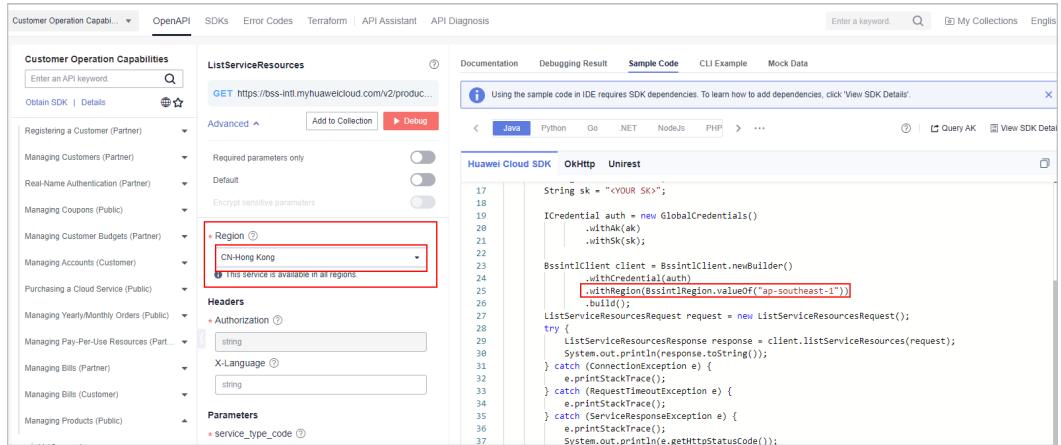 Customer Operation Capabi... OpenAPI SDKs Error Codes Terraform API Assistant API Diagnosis Enter a keyword. My Collections Englis
Customer Operation Capabilities
Enter an API keyword.
Obtain SDK | Details
Registering a Customer (Partner)
Managing Customers (Partner)
Real-Name Authentication (Partner)
Managing Coupons (Public)
Managing Customer Budgets (Partner)
Managing Accounts (Customer)
Purchasing a Cloud Service (Public)
Managing Yearly/Monthly Orders (Public)
Managing Pay-Per-Use Resources (Part...
Managing Bills (Partner)
Managing Bills (Customer)
Managing Products (Public)
ListServiceResources
GET https://bss-intl.myhuaweicloud.com/v2/produc...
Advanced Add to Collection Debug
Required parameters only
Default
Encrypt sensitive parameters
* Region
CN-Hong Kong
This service is available in all regions.
Headers
* Authorization
string
X-Language
string
Parameters
* service_type_code
Documentation Debugging Result Sample Code CLI Example Mock Data
Using the sample code in IDE requires SDK dependencies. To learn how to add dependencies, click 'View SDK Details'.
Java Python Go .NET NodeJs PHP ... Query AK View SDK Detai
Huawei Cloud SDK OkHttp Unirest
17 String sk = "<YOUR SK>";
18
19 ICredential auth = new GlobalCredentials()
20 .withAk(ak)
21 .withSk(sk);
22
23 BssintlClient client = BssintlClient.newBuilder()
24 .withCredential(auth)
25 .withRegion(BssintlRegion.valueOf("ap-southeast-1"))
26 .build();
27 ListServiceResourcesRequest request = new ListServiceResourcesRequest();
28 try {
29 ListServiceResourcesResponse response = client.listServiceResources(request);
30 System.out.println(response.toString());
31 } catch (ConnectionException e) {
32 e.printStackTrace();
33 } catch (RequestTimeoutException e) {
34 e.printStackTrace();
35 } catch (ServiceResponseException e) {
36 e.printStackTrace();
37 System.out.println(e.getHttpStatusCode());